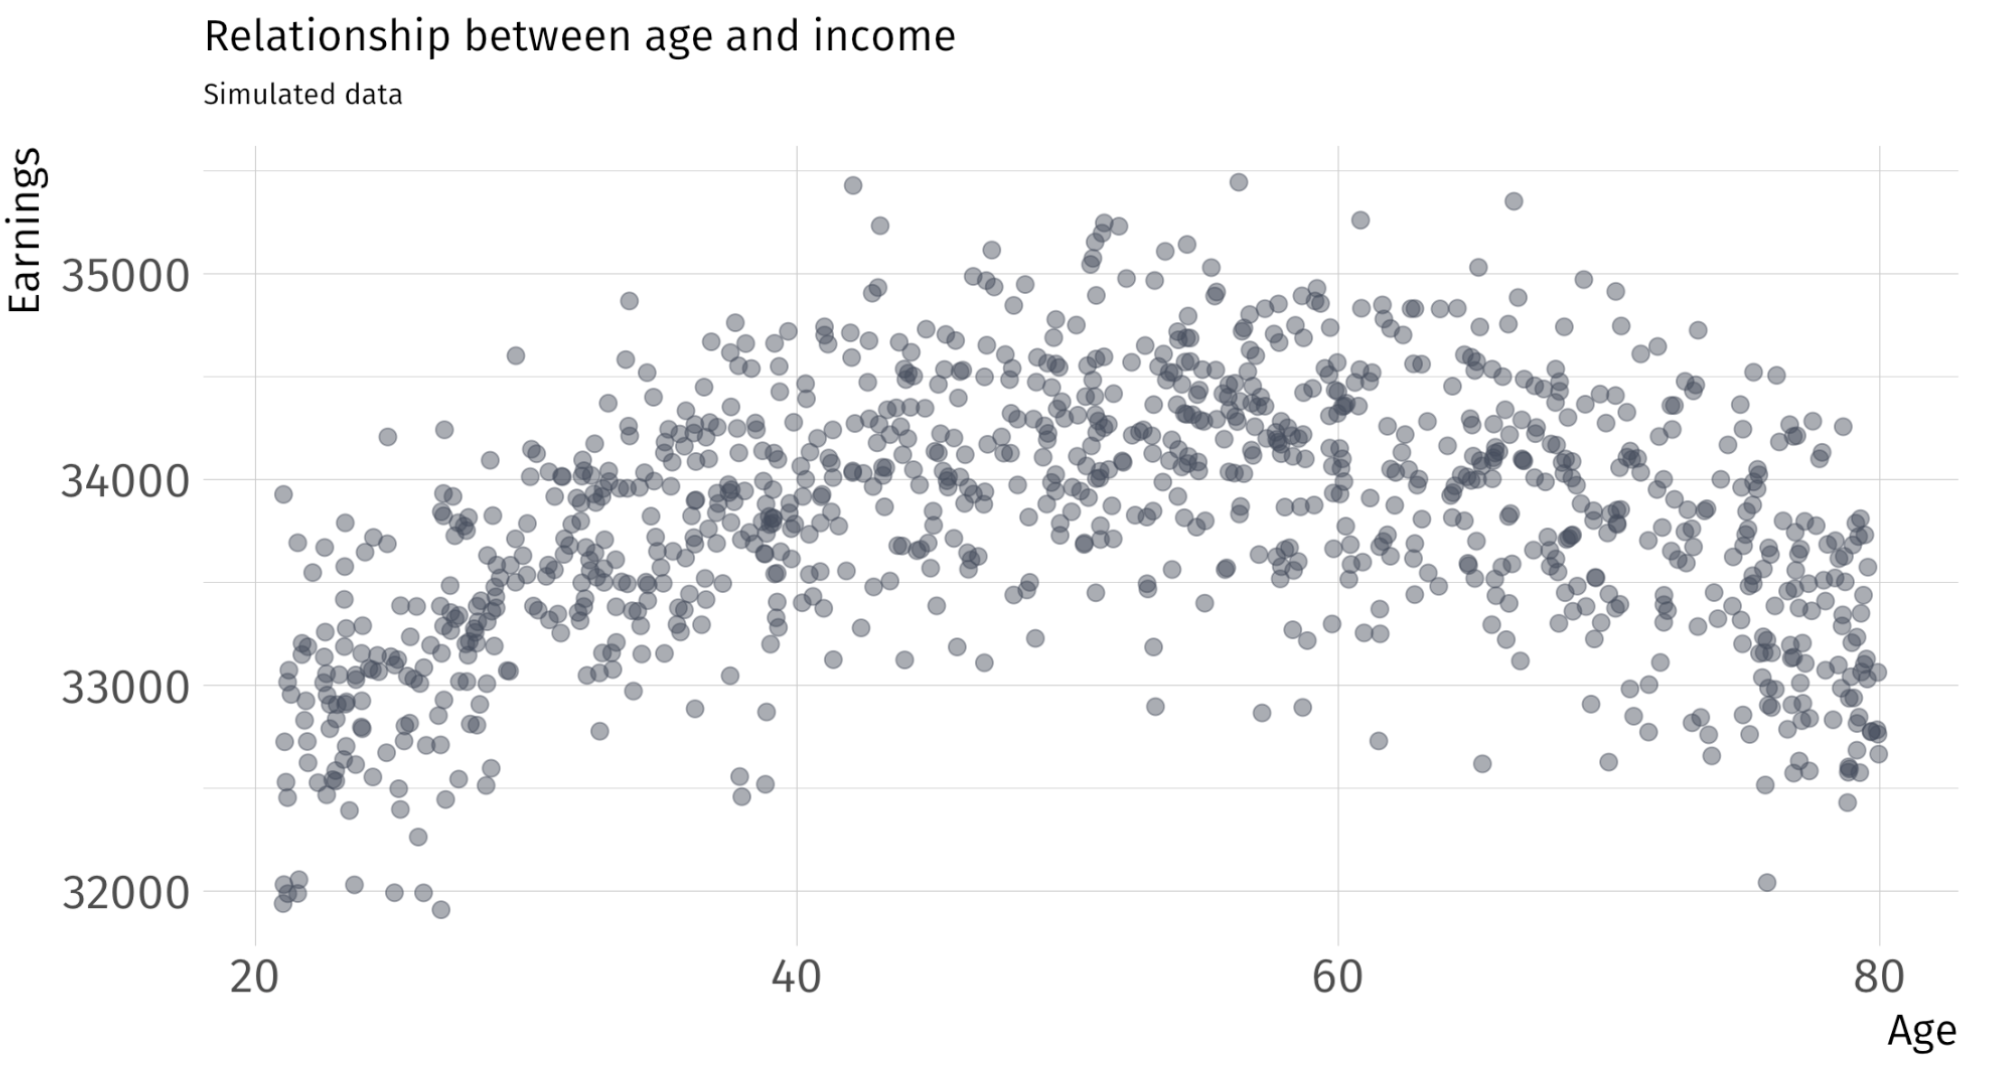 Relationship between age and income
Simulated data
Earnings
35000
34000
33000
32000
20 40 60 80
Age